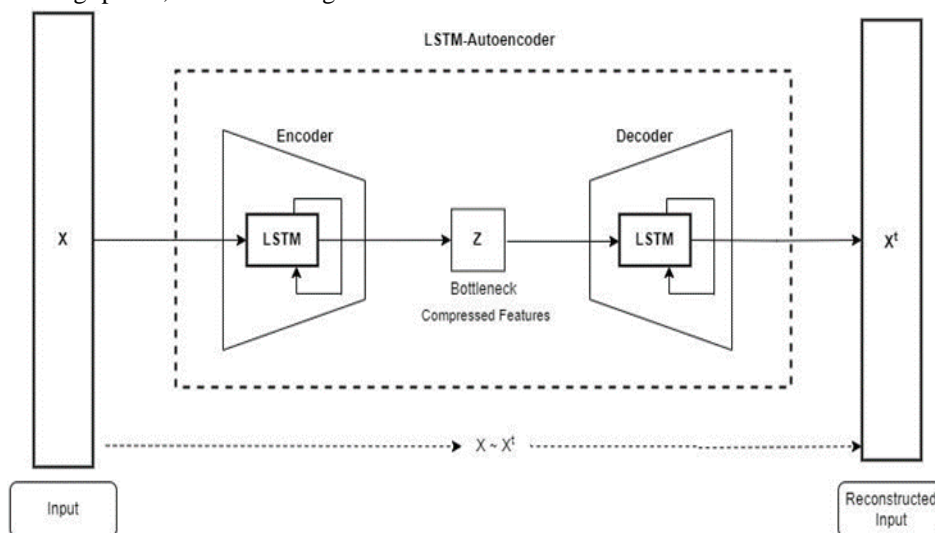 LSTM-Autoencoder
Encoder
Decoder
X
LSTM
Z
LSTM
Xᵗ
Bottleneck
Compressed Features
X ~ Xᵗ
Input
Reconstructed
Input